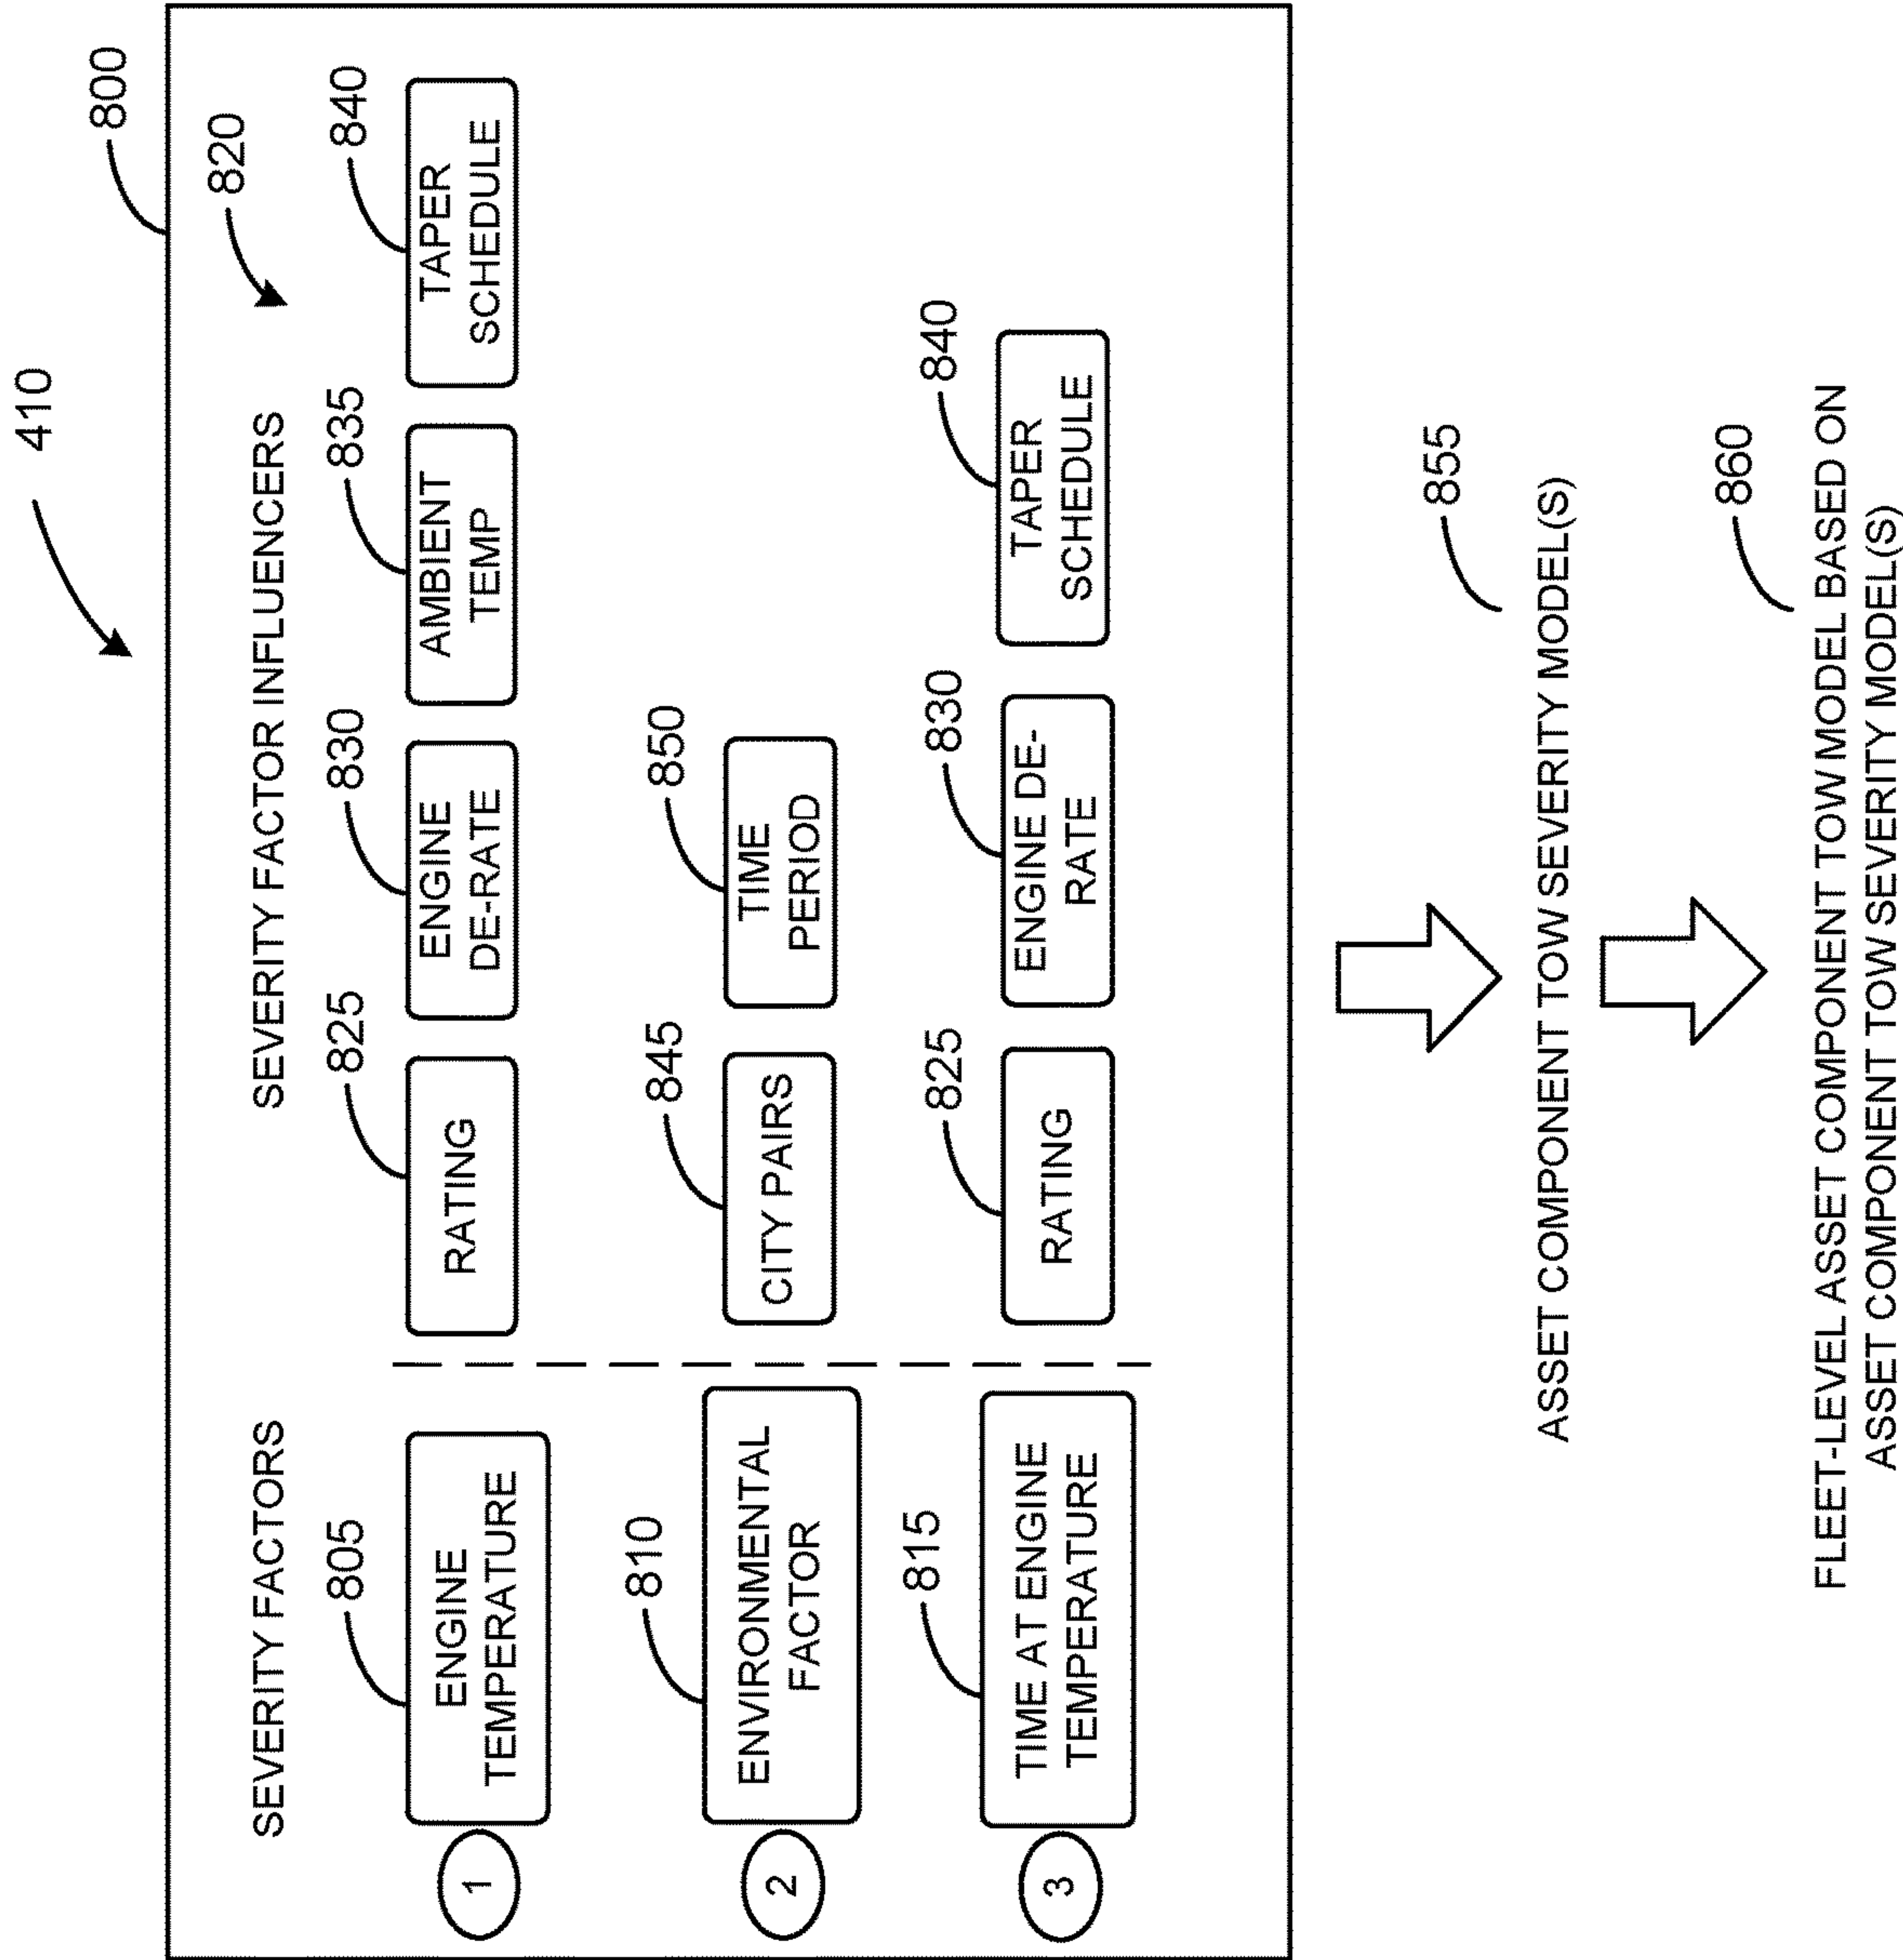 410
800
SEVERITY FACTORS
SEVERITY FACTOR INFLUENCERS
820
805
825
830
835
840
1
ENGINE
TEMPERATURE
RATING
ENGINE
DE-RATE
AMBIENT
TEMP
TAPER
SCHEDULE
810
845
850
2
ENVIRONMENTAL
FACTOR
CITY PAIRS
TIME
PERIOD
815
825
830
840
3
TIME AT ENGINE
TEMPERATURE
RATING
ENGINE DE-
RATE
TAPER
SCHEDULE
855
ASSET COMPONENT TOW SEVERITY MODEL(S)
860
FLEET-LEVEL ASSET COMPONENT TOW MODEL BASED ON
ASSET COMPONENT TOW SEVERITY MODEL(S)